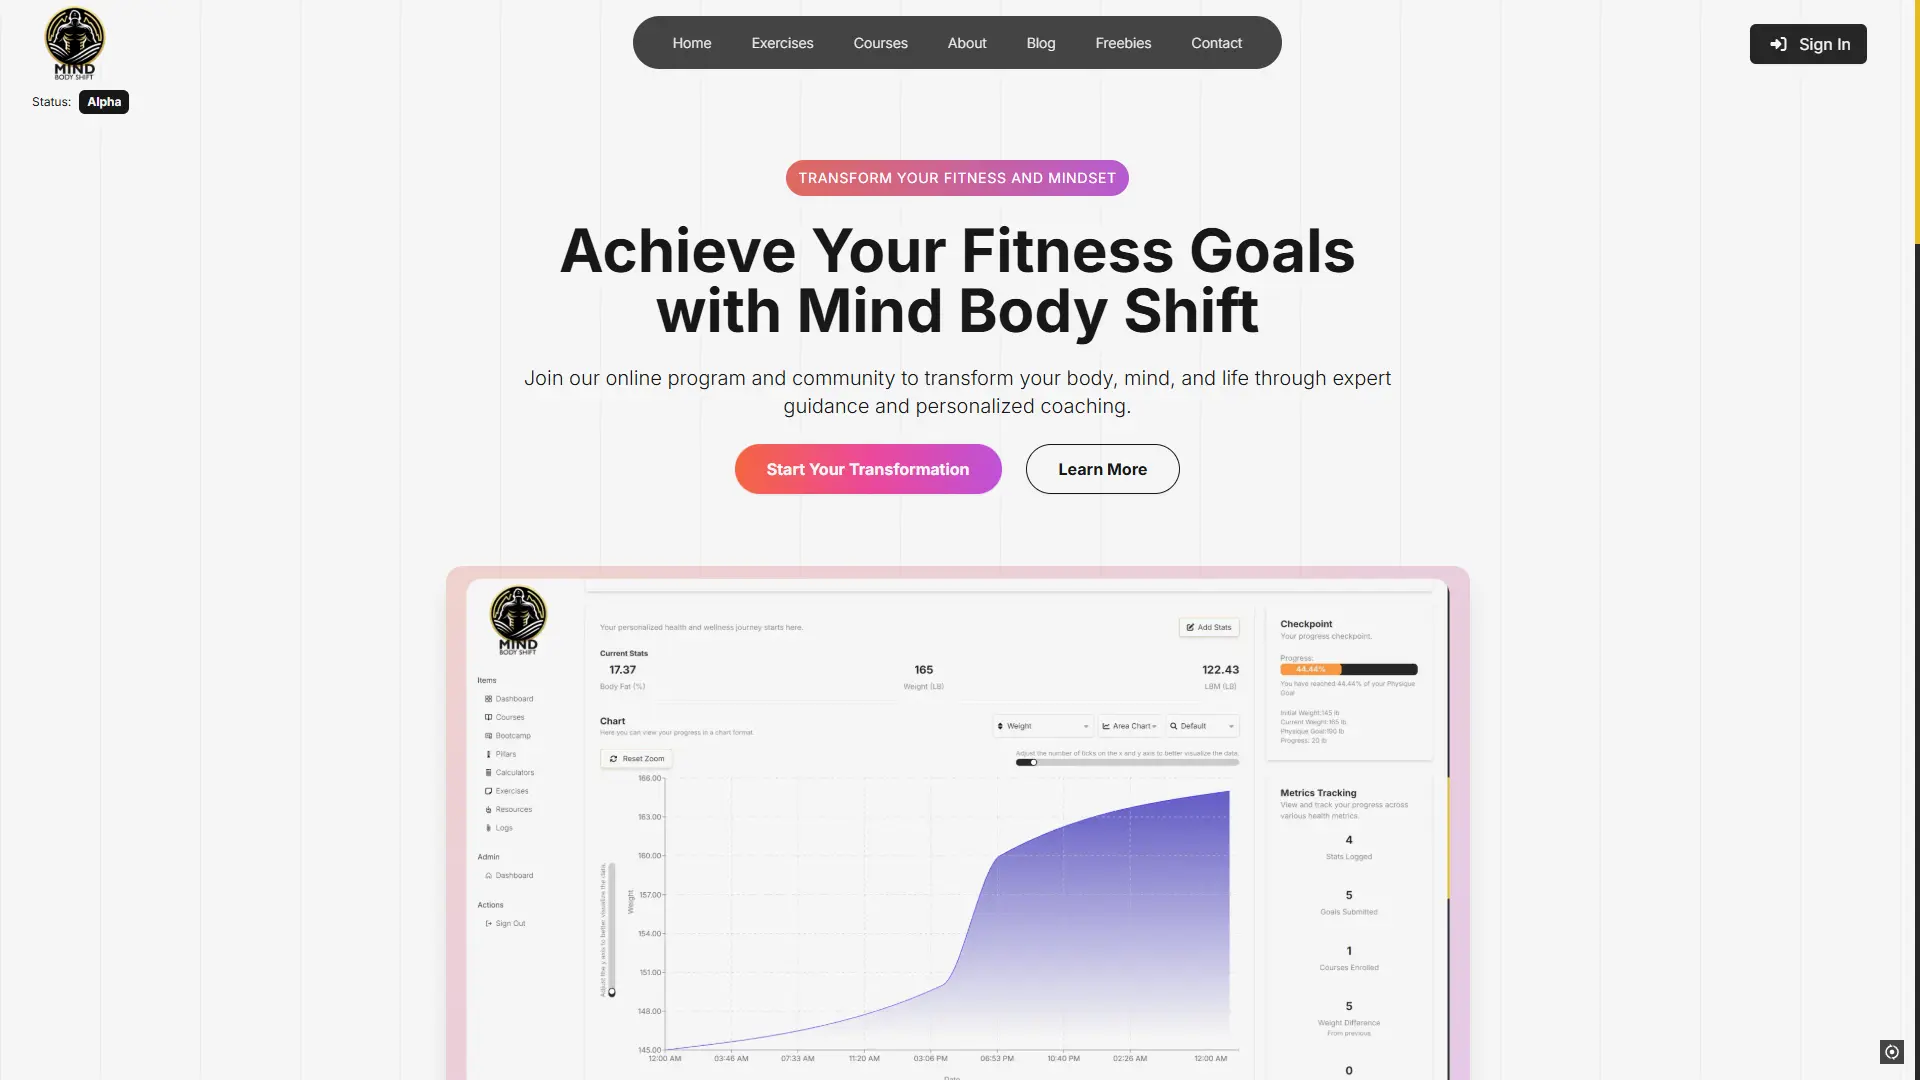 MIND
BODY SHIFT
Status: Alpha
Home Exercises Courses About Blog Freebies Contact
Sign In
TRANSFORM YOUR FITNESS AND MINDSET
Achieve Your Fitness Goals
with Mind Body Shift
Join our online program and community to transform your body, mind, and life through expert
guidance and personalized coaching.
Start Your Transformation
Learn More
MIND
BODY SHIFT
Items
Dashboard
Courses
Bootcamp
Pillars
Calculators
Exercises
Resources
Logs
Admin
Dashboard
Actions
Sign Out
Your personalized health and wellness journey starts here.
Add Stats
Current Stats
17.37 165 122.43
Body Fat (%) Weight (LB) LBM (LB)
Chart
Here you can view your progress in a chart format.
Weight Area Chart Default
Reset Zoom
Adjust the number of ticks on the x and y axis to better visualize the data.
Adjust the y axis to better visualize the data.
Weight
166.00
163.00
160.00
157.00
154.00
151.00
148.00
145.00
12:00 AM 03:46 AM 07:33 AM 11:20 AM 03:06 PM 06:53 PM 10:40 PM 02:26 AM 12:00 AM
Date
Checkpoint
Your progress checkpoint.
Progress:
44.44%
You have reached 44.44% of your Physique
Goal
Initial Weight:145 lb
Current Weight:165 lb
Physique Goal:190 lb
Progress: 20 lb
Metrics Tracking
View and track your progress across
various health metrics.
4
Stats Logged
5
Goals Submitted
1
Courses Enrolled
5
Weight Difference
From previous
0